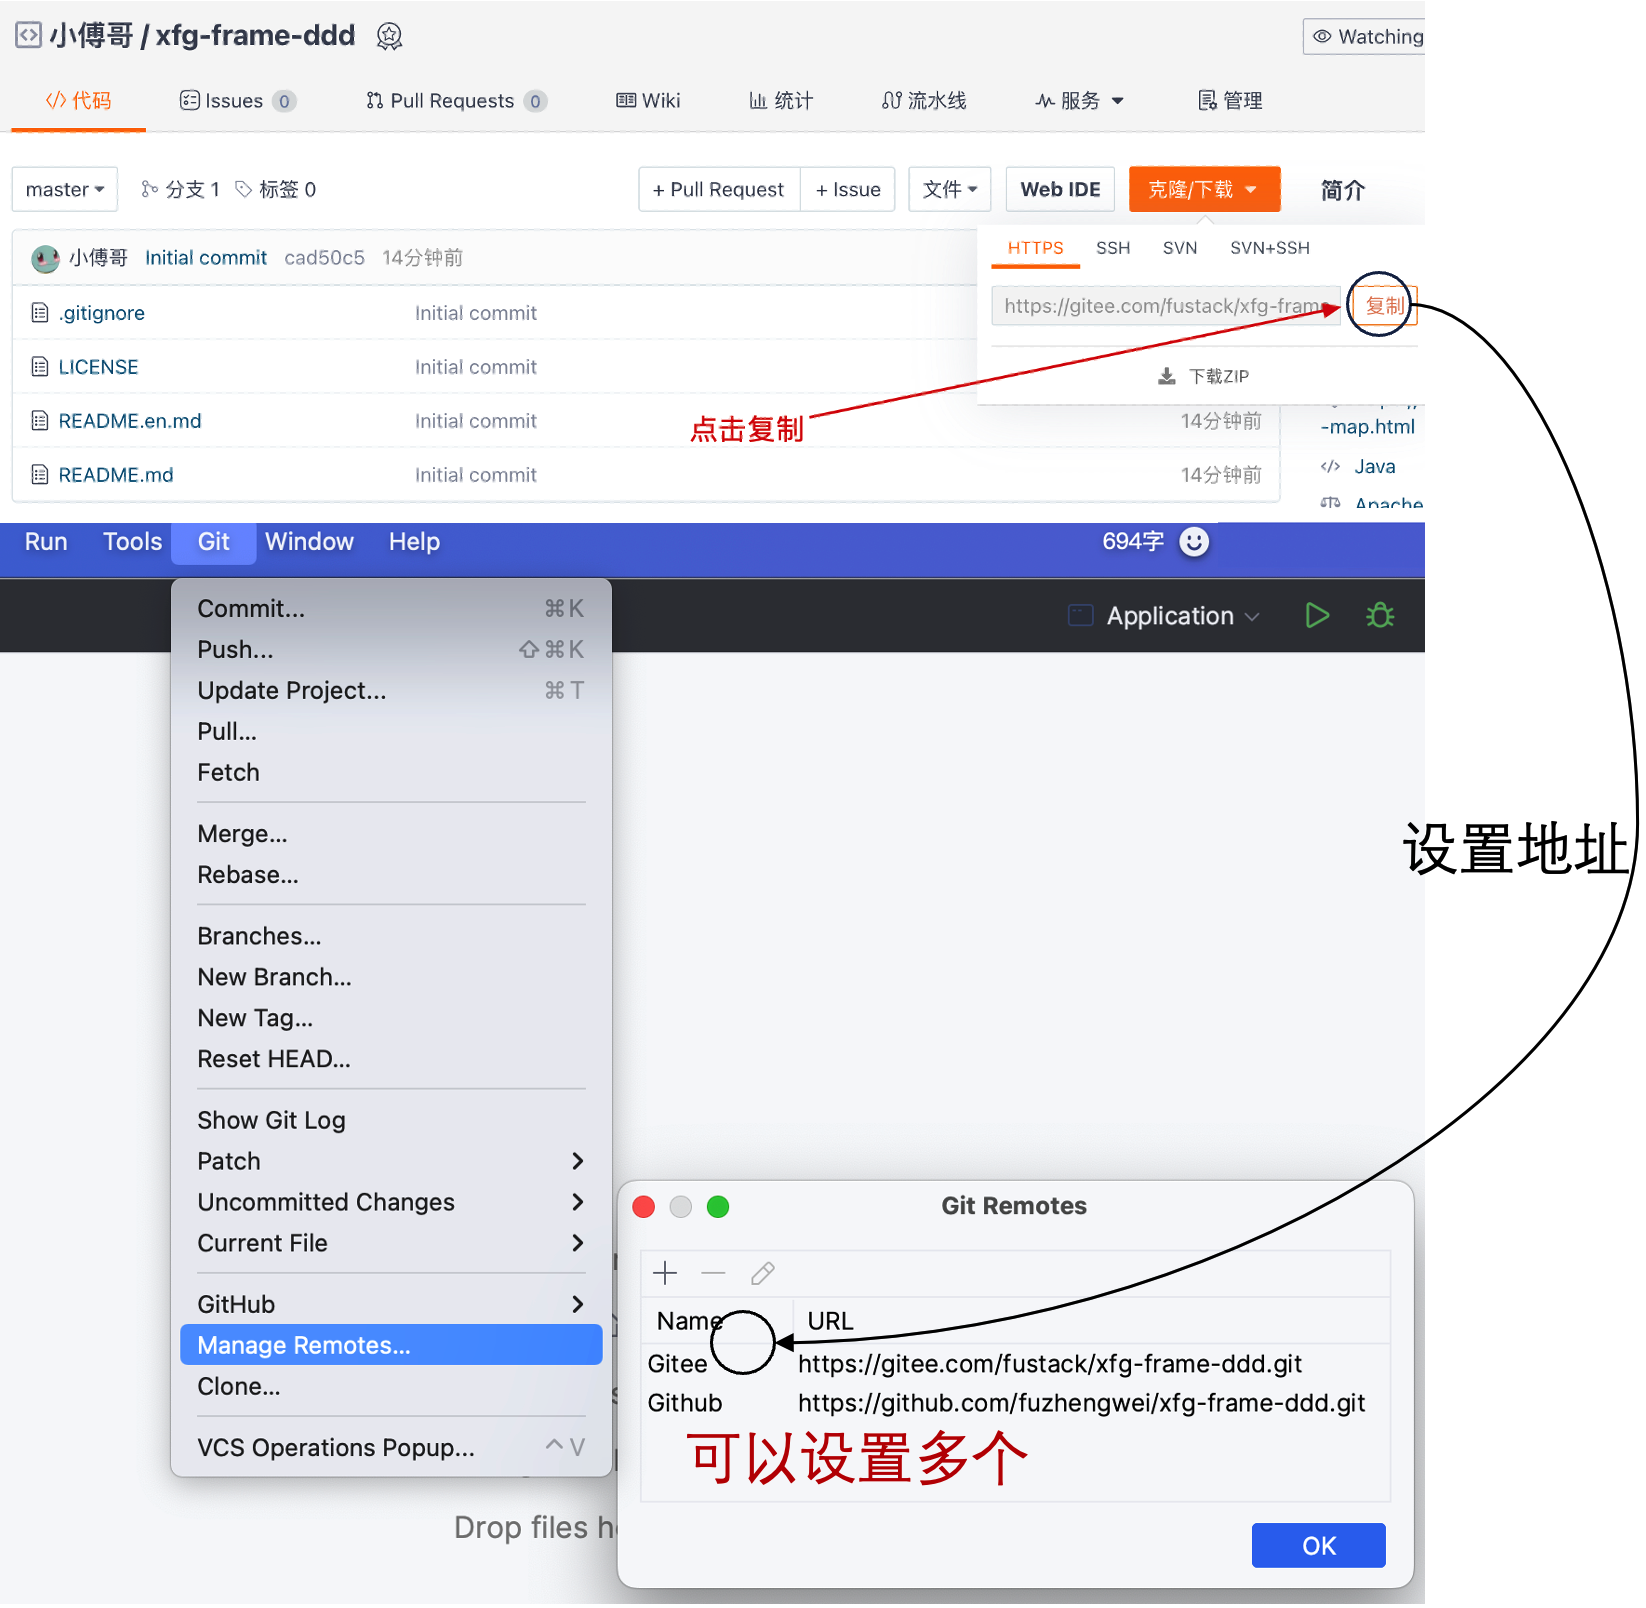 小傅哥 / xfg-frame-ddd
Watching
代码 Issues 0 Pull Requests 0 Wiki 统计 流水线 服务 管理
master 分支 1 标签 0 + Pull Request + Issue 文件 Web IDE 克隆/下载 简介
小傅哥 Initial commit cad50c5 14分钟前
HTTPS SSH SVN SVN+SSH
https://gitee.com/fustack/xfg-frame 复制
.gitignore Initial commit
LICENSE Initial commit
下载ZIP
README.en.md Initial commit 14分钟前
点击复制
-map.html
Java
README.md Initial commit 14分钟前
Apache
Run Tools Git Window Help 694字
Application
Commit... ⌘K
Push... ⇧⌘K
Update Project... ⌘T
Pull...
Fetch
Merge...
Rebase...
设置地址
Branches...
New Branch...
New Tag...
Reset HEAD...
Show Git Log
Patch
Uncommitted Changes
Current File
GitHub
Manage Remotes...
Clone...
VCS Operations Popup... ^V
Git Remotes
Name URL
Gitee https://gitee.com/fustack/xfg-frame-ddd.git
Github https://github.com/fuzhengwei/xfg-frame-ddd.git
可以设置多个
Drop files
OK